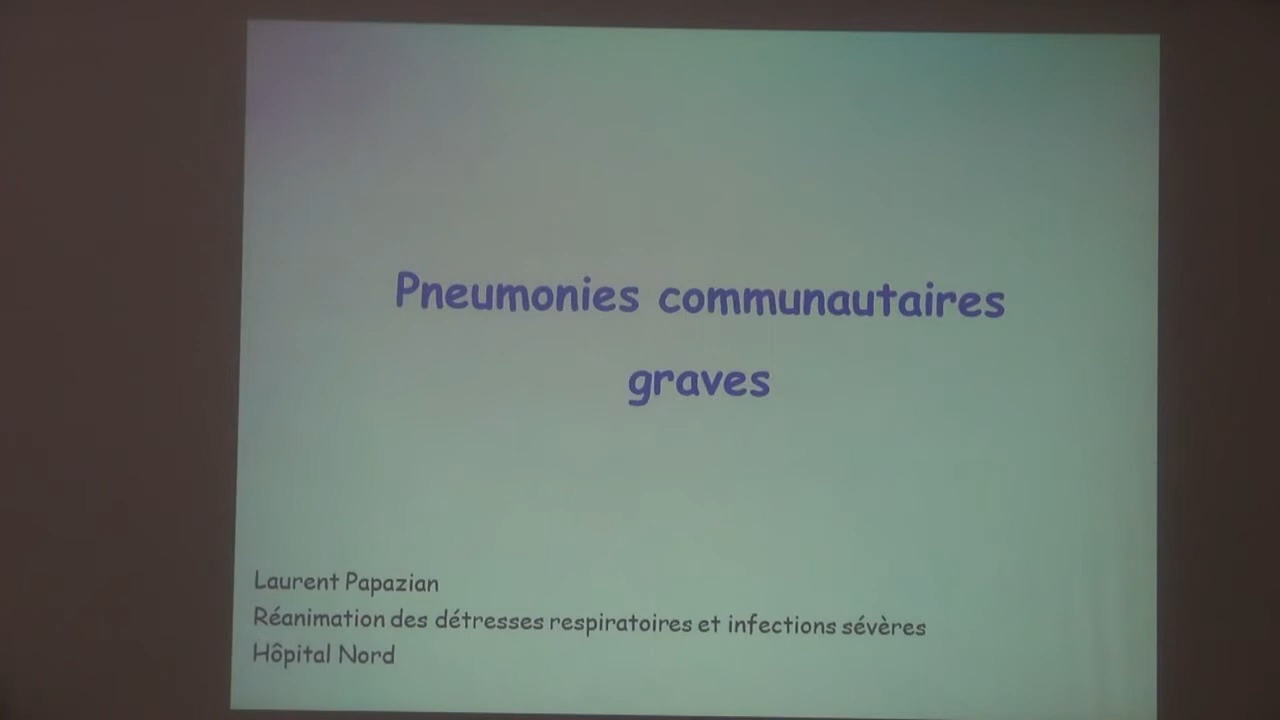 Pneumonies communautaires
graves
Laurent Papazian
Réanimation des détresses respiratoires et infections sévères
Hôpital Nord